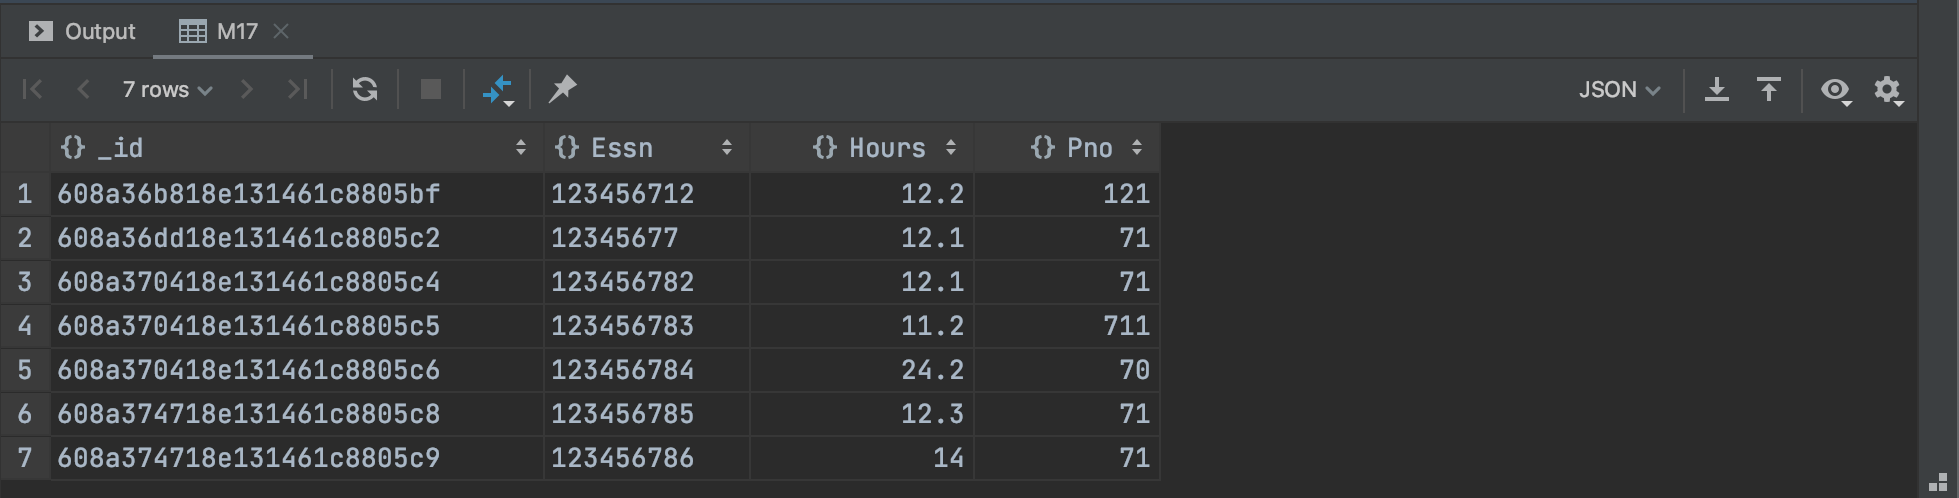 Output M17
7 rows JSON
_id Essn Hours Pno
1 608a36b818e131461c8805bf 123456712 12.2 121
2 608a36dd18e131461c8805c2 12345677 12.1 71
3 608a370418e131461c8805c4 123456782 12.1 71
4 608a370418e131461c8805c5 123456783 11.2 711
5 608a370418e131461c8805c6 123456784 24.2 70
6 608a374718e131461c8805c8 123456785 12.3 71
7 608a374718e131461c8805c9 123456786 14 71